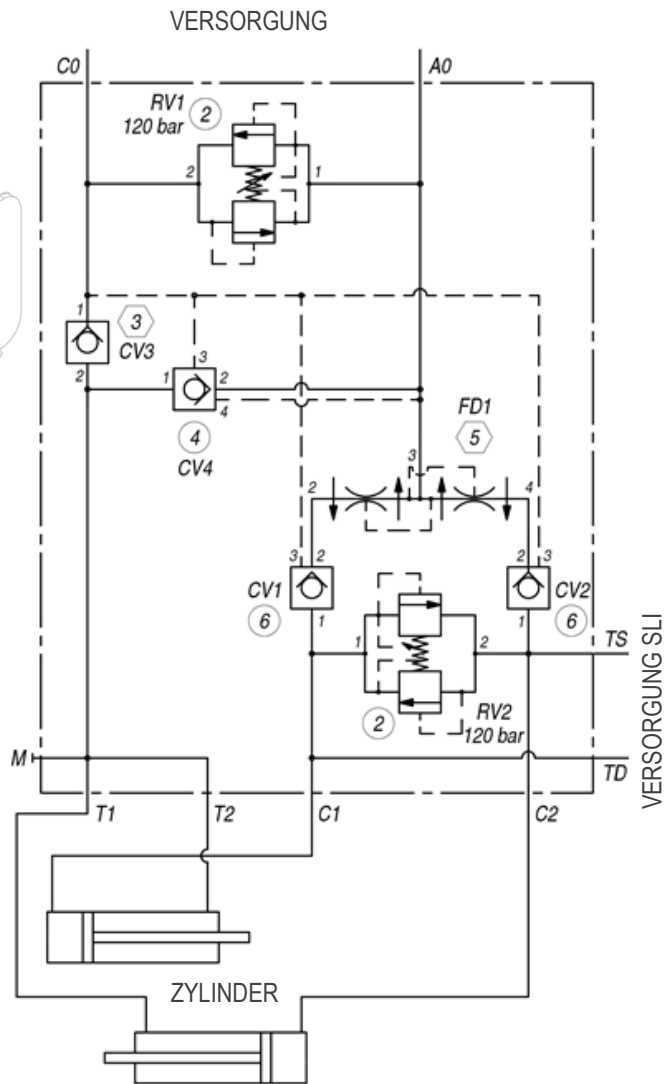 VERSORGUNG
C0
A0
RV1
120 bar
2
2
1
1
3
CV3
2
3
1
2
4
4
CV4
FD1
5
3
2
4
3
2
CV1
6
1
2
3
CV2
6
1
1
2
2
RV2
120 bar
TS
VERSORGUNG SLI
M
TD
T1
T2
C1
C2
ZYLINDER